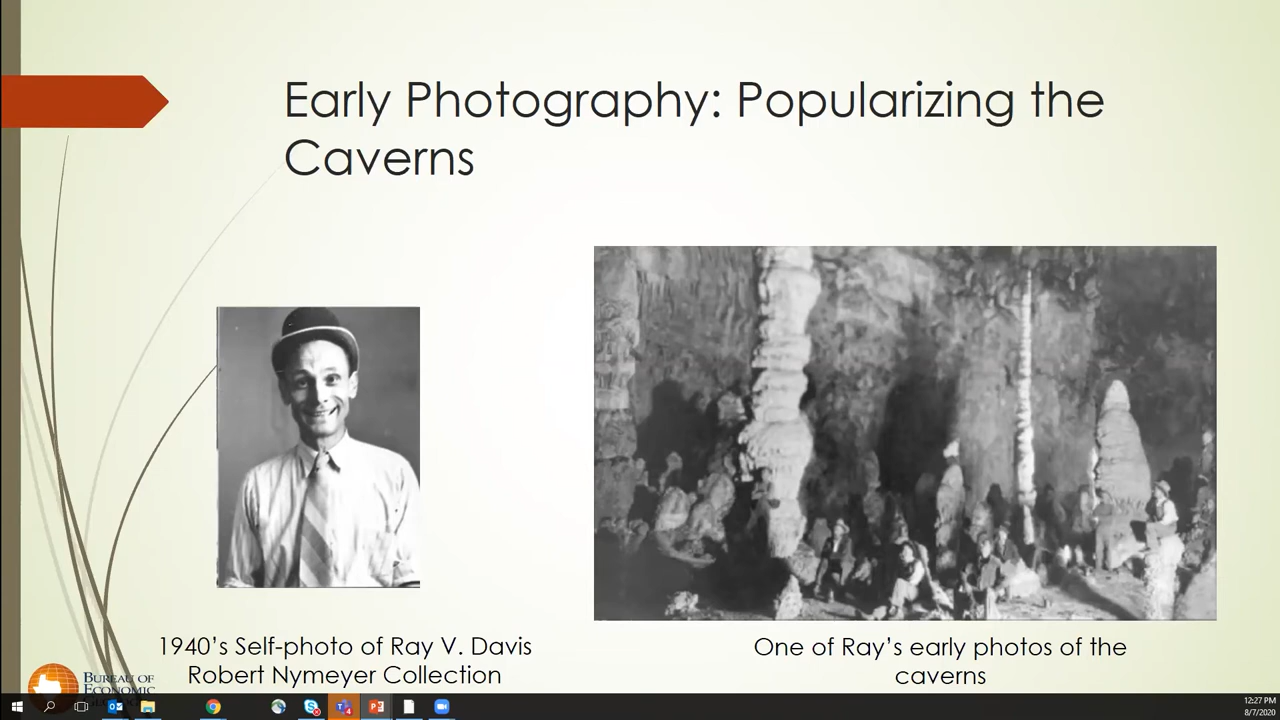 Early Photography: Popularizing the
Caverns
1940's Self-photo of Ray V. Davis
Robert Nymeyer Collection
One of Ray's early photos of the
caverns
BUREAU OF
ECONOMIC
12:27 PM
8/7/2020